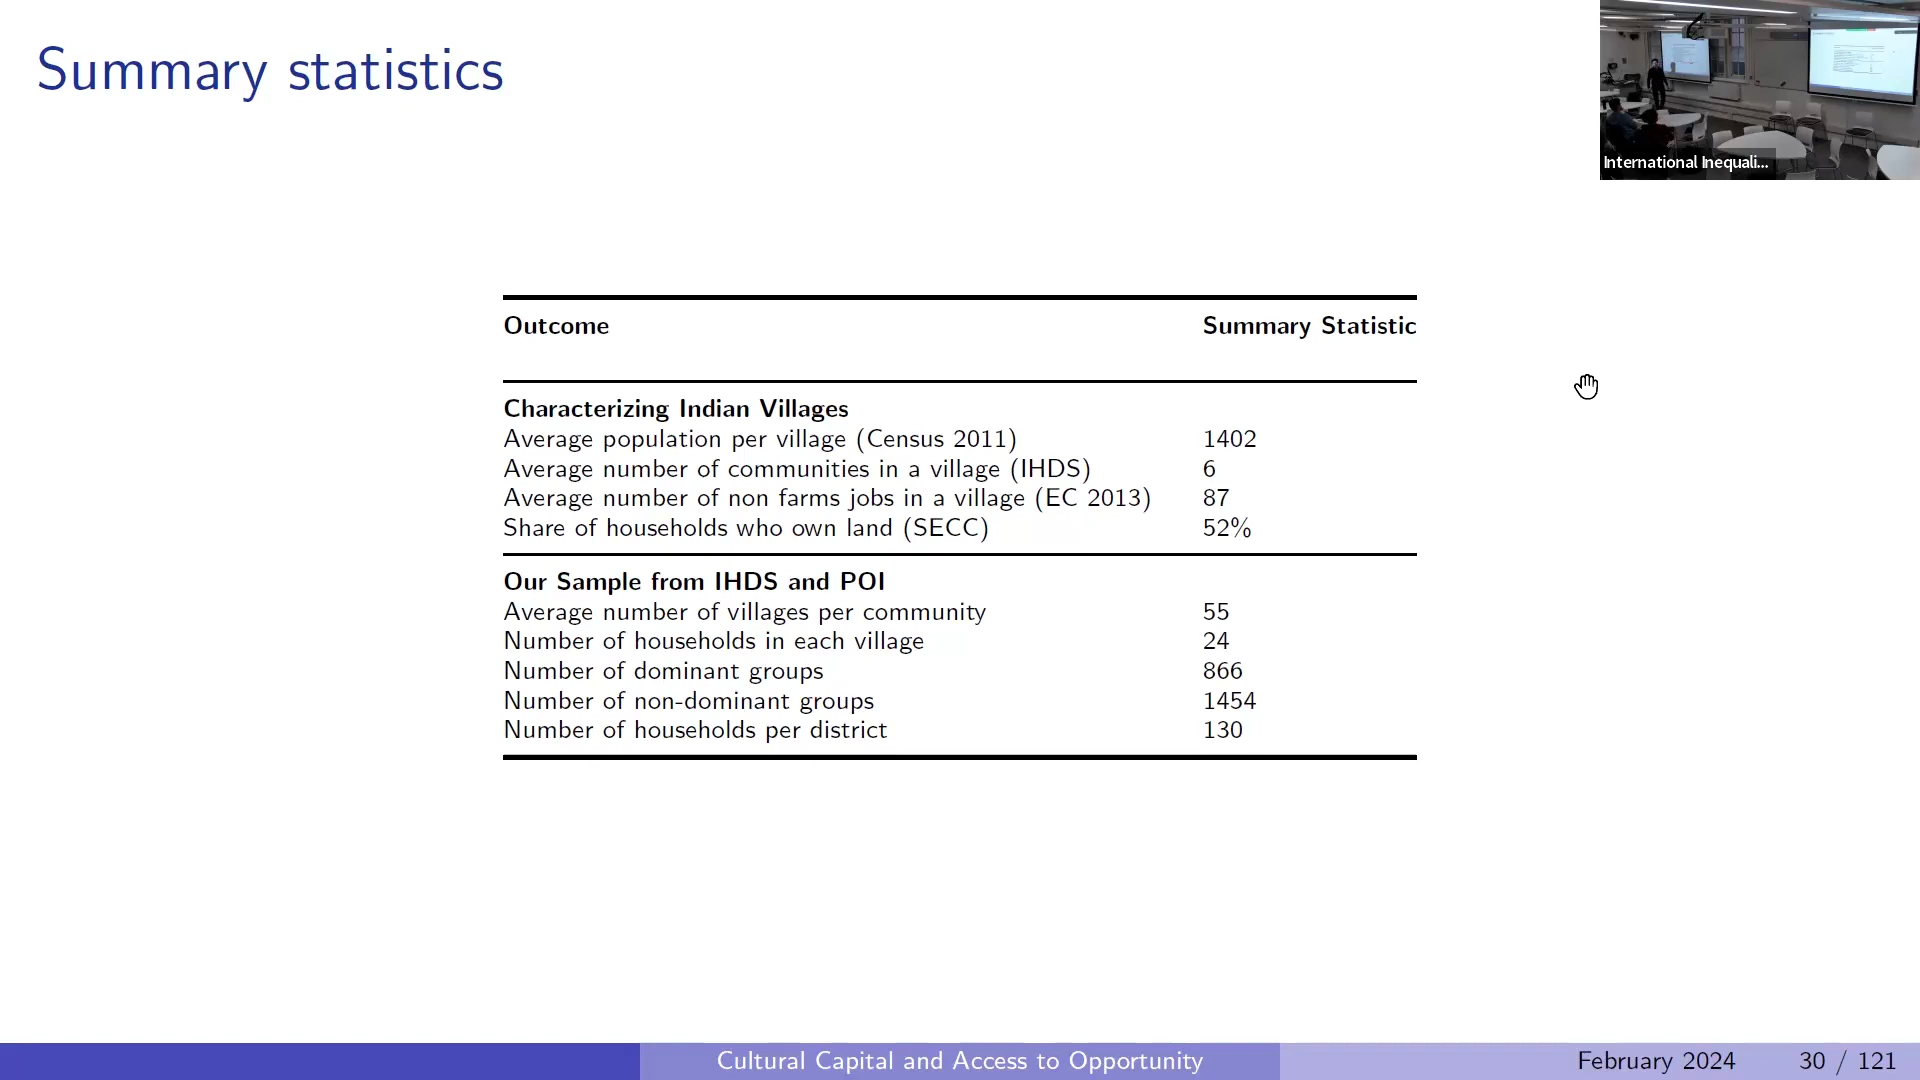 Summary statistics
International Inequali...
Outcome Summary Statistic
Characterizing Indian Villages
Average population per village (Census 2011) 1402
Average number of communities in a village (IHDS) 6
Average number of non farms jobs in a village (EC 2013) 87
Share of households who own land (SECC) 52%
Our Sample from IHDS and POI
Average number of villages per community 55
Number of households in each village 24
Number of dominant groups 866
Number of non-dominant groups 1454
Number of households per district 130
Cultural Capital and Access to Opportunity February 2024 30 / 121